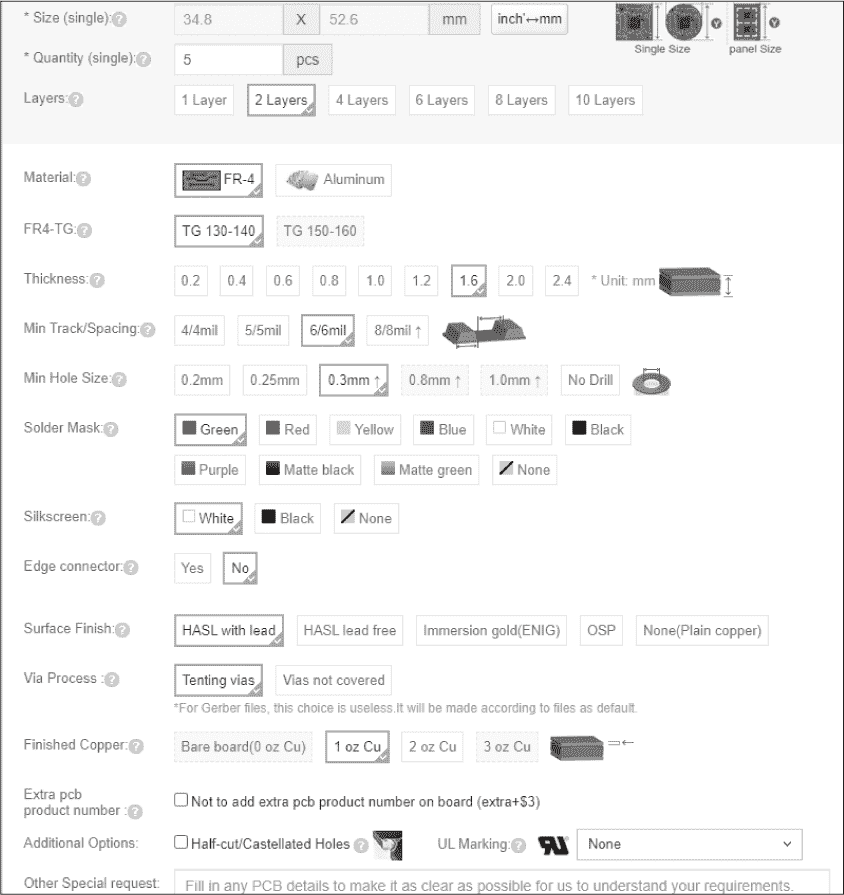 * Size (single): ? 34.8 X 52.6 mm inch'↔mm
Single Size panel Size
* Quantity (single): ? 5 pcs
Layers: ? 1 Layer 2 Layers 4 Layers 6 Layers 8 Layers 10 Layers
Material: ? FR-4 Aluminum
FR4-TG: ? TG 130-140 TG 150-160
Thickness: ? 0.2 0.4 0.6 0.8 1.0 1.2 1.6 2.0 2.4 * Unit: mm
Min Track/Spacing: ? 4/4mil 5/5mil 6/6mil 8/8mil ↑
Min Hole Size: ? 0.2mm 0.25mm 0.3mm ↑ 0.8mm ↑ 1.0mm ↑ No Drill
Solder Mask: ? Green Red Yellow Blue White Black
Purple Matte black Matte green None
Silkscreen: ? White Black None
Edge connector: ? Yes No
Surface Finish: ? HASL with lead HASL lead free Immersion gold(ENIG) OSP None(Plain copper)
Via Process : ? Tenting vias Vias not covered
*For Gerber files, this choice is useless.It will be made according to files as default.
Finished Copper: ? Bare board(0 oz Cu) 1 oz Cu 2 oz Cu 3 oz Cu
Extra pcb
product number : ? Not to add extra pcb product number on board (extra+$3)
Additional Options: Half-cut/Castellated Holes ? UL Marking: ? None
Other Special request: Fill in any PCB details to make it as clear as possible for us to understand your requirements.